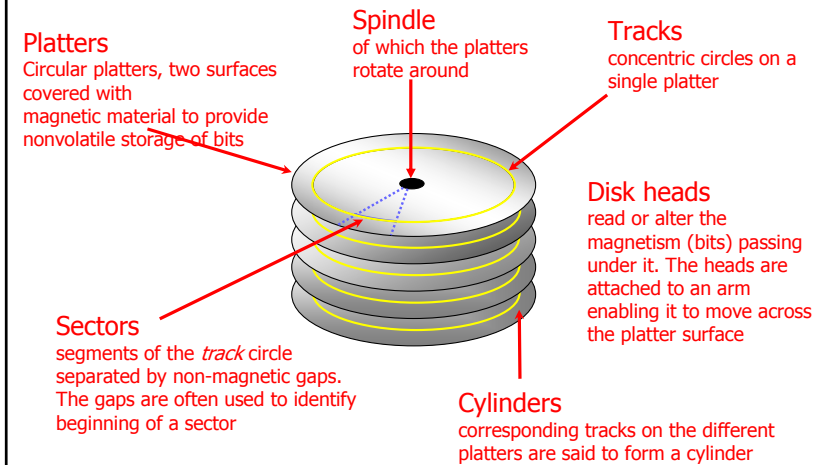 Platters
Circular platters, two surfaces
covered with
magnetic material to provide
nonvolatile storage of bits
Spindle
of which the platters
rotate around
Tracks
concentric circles on a
single platter
Disk heads
read or alter the
magnetism (bits) passing
under it. The heads are
attached to an arm
enabling it to move across
the platter surface
Sectors
segments of the track circle
separated by non-magnetic gaps.
The gaps are often used to identify
beginning of a sector
Cylinders
corresponding tracks on the different
platters are said to form a cylinder